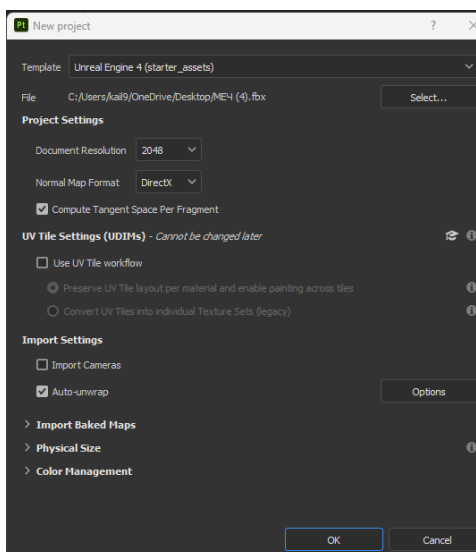 Pt New project
Template Unreal Engine 4 (starter_assets)
File C:/Users/kail9/OneDrive/Desktop/МЕЧ (4).fbx Select...
Project Settings
Document Resolution 2048
Normal Map Format DirectX
Compute Tangent Space Per Fragment
UV Tile Settings (UDIMs) - Cannot be changed later
Use UV Tile workflow
Preserve UV Tile layout per material and enable painting across tiles
Convert UV Tiles into individual Texture Sets (legacy)
Import Settings
Import Cameras
Auto-unwrap Options
Import Baked Maps
Physical Size
Color Management
OK Cancel